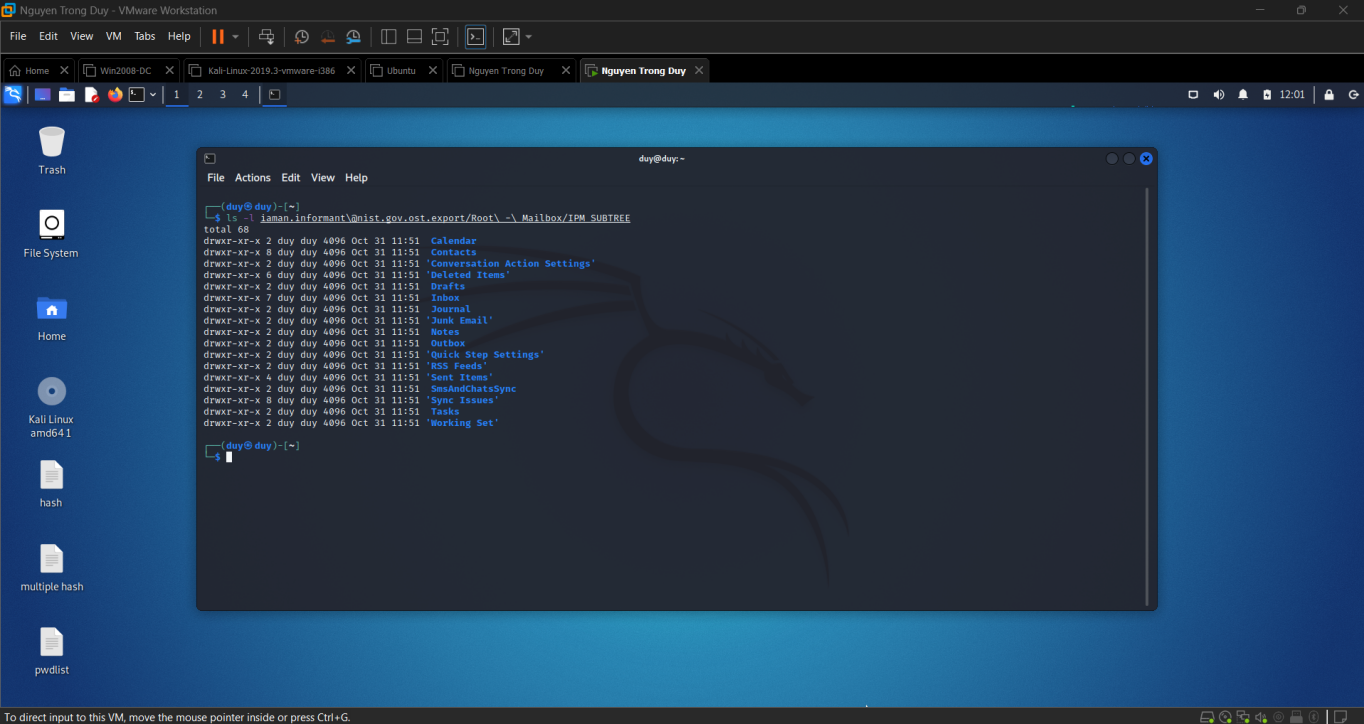 Nguyen Trong Duy - VMware Workstation
File Edit View VM Tabs Help
Home Win2008-DC Kali-Linux-2019.3-vmware-i386 Ubuntu Nguyen Trong Duy Nguyen Trong Duy
1 2 3 4 12:01
Trash
File System
Home
Kali Linux
amd64 1
hash
multiple hash
pwdlist
duy@duy:~
File Actions Edit View Help
┌──(duy㉿duy)-[~]
└─$ ls -l iaman.informant\@nist.gov.ost.export/Root\ -\ Mailbox/IPM_SUBTREE
total 68
drwxr-xr-x 2 duy duy 4096 Oct 31 11:51 Calendar
drwxr-xr-x 8 duy duy 4096 Oct 31 11:51 Contacts
drwxr-xr-x 2 duy duy 4096 Oct 31 11:51 'Conversation Action Settings'
drwxr-xr-x 6 duy duy 4096 Oct 31 11:51 'Deleted Items'
drwxr-xr-x 2 duy duy 4096 Oct 31 11:51 Drafts
drwxr-xr-x 7 duy duy 4096 Oct 31 11:51 Inbox
drwxr-xr-x 2 duy duy 4096 Oct 31 11:51 Journal
drwxr-xr-x 2 duy duy 4096 Oct 31 11:51 'Junk Email'
drwxr-xr-x 2 duy duy 4096 Oct 31 11:51 Notes
drwxr-xr-x 2 duy duy 4096 Oct 31 11:51 Outbox
drwxr-xr-x 2 duy duy 4096 Oct 31 11:51 'Quick Step Settings'
drwxr-xr-x 2 duy duy 4096 Oct 31 11:51 'RSS Feeds'
drwxr-xr-x 4 duy duy 4096 Oct 31 11:51 'Sent Items'
drwxr-xr-x 2 duy duy 4096 Oct 31 11:51 SmsAndChatsSync
drwxr-xr-x 8 duy duy 4096 Oct 31 11:51 'Sync Issues'
drwxr-xr-x 2 duy duy 4096 Oct 31 11:51 Tasks
drwxr-xr-x 2 duy duy 4096 Oct 31 11:51 'Working Set'
┌──(duy㉿duy)-[~]
└─$
To direct input to this VM, move the mouse pointer inside or press Ctrl+G.